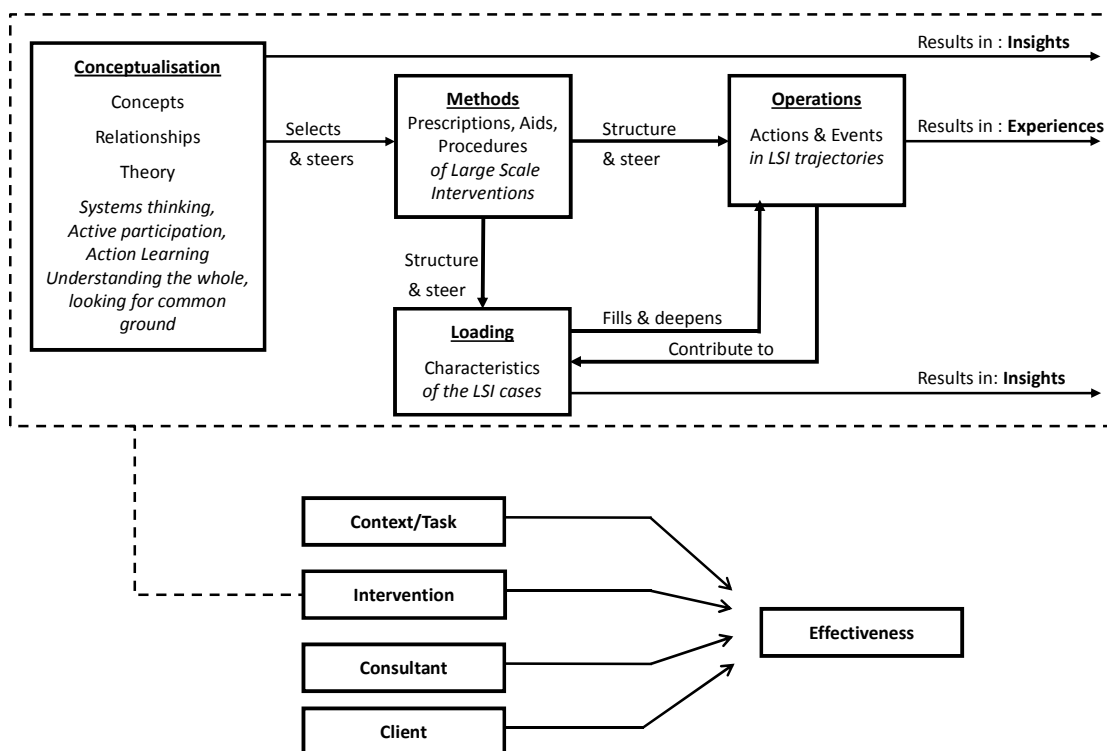 Results in : Insights
Conceptualisation
Concepts
Relationships
Theory
Systems thinking,
Active participation,
Action Learning
Understanding the whole,
looking for common
ground
Selects
& steers
Methods
Prescriptions, Aids,
Procedures
of Large Scale
Interventions
Structure
& steer
Operations
Actions & Events
in LSI trajectories
Results in : Experiences
Structure
& steer
Loading
Characteristics
of the LSI cases
Fills & deepens
Contribute to
Results in: Insights
Context/Task
Intervention
Consultant
Client
Effectiveness